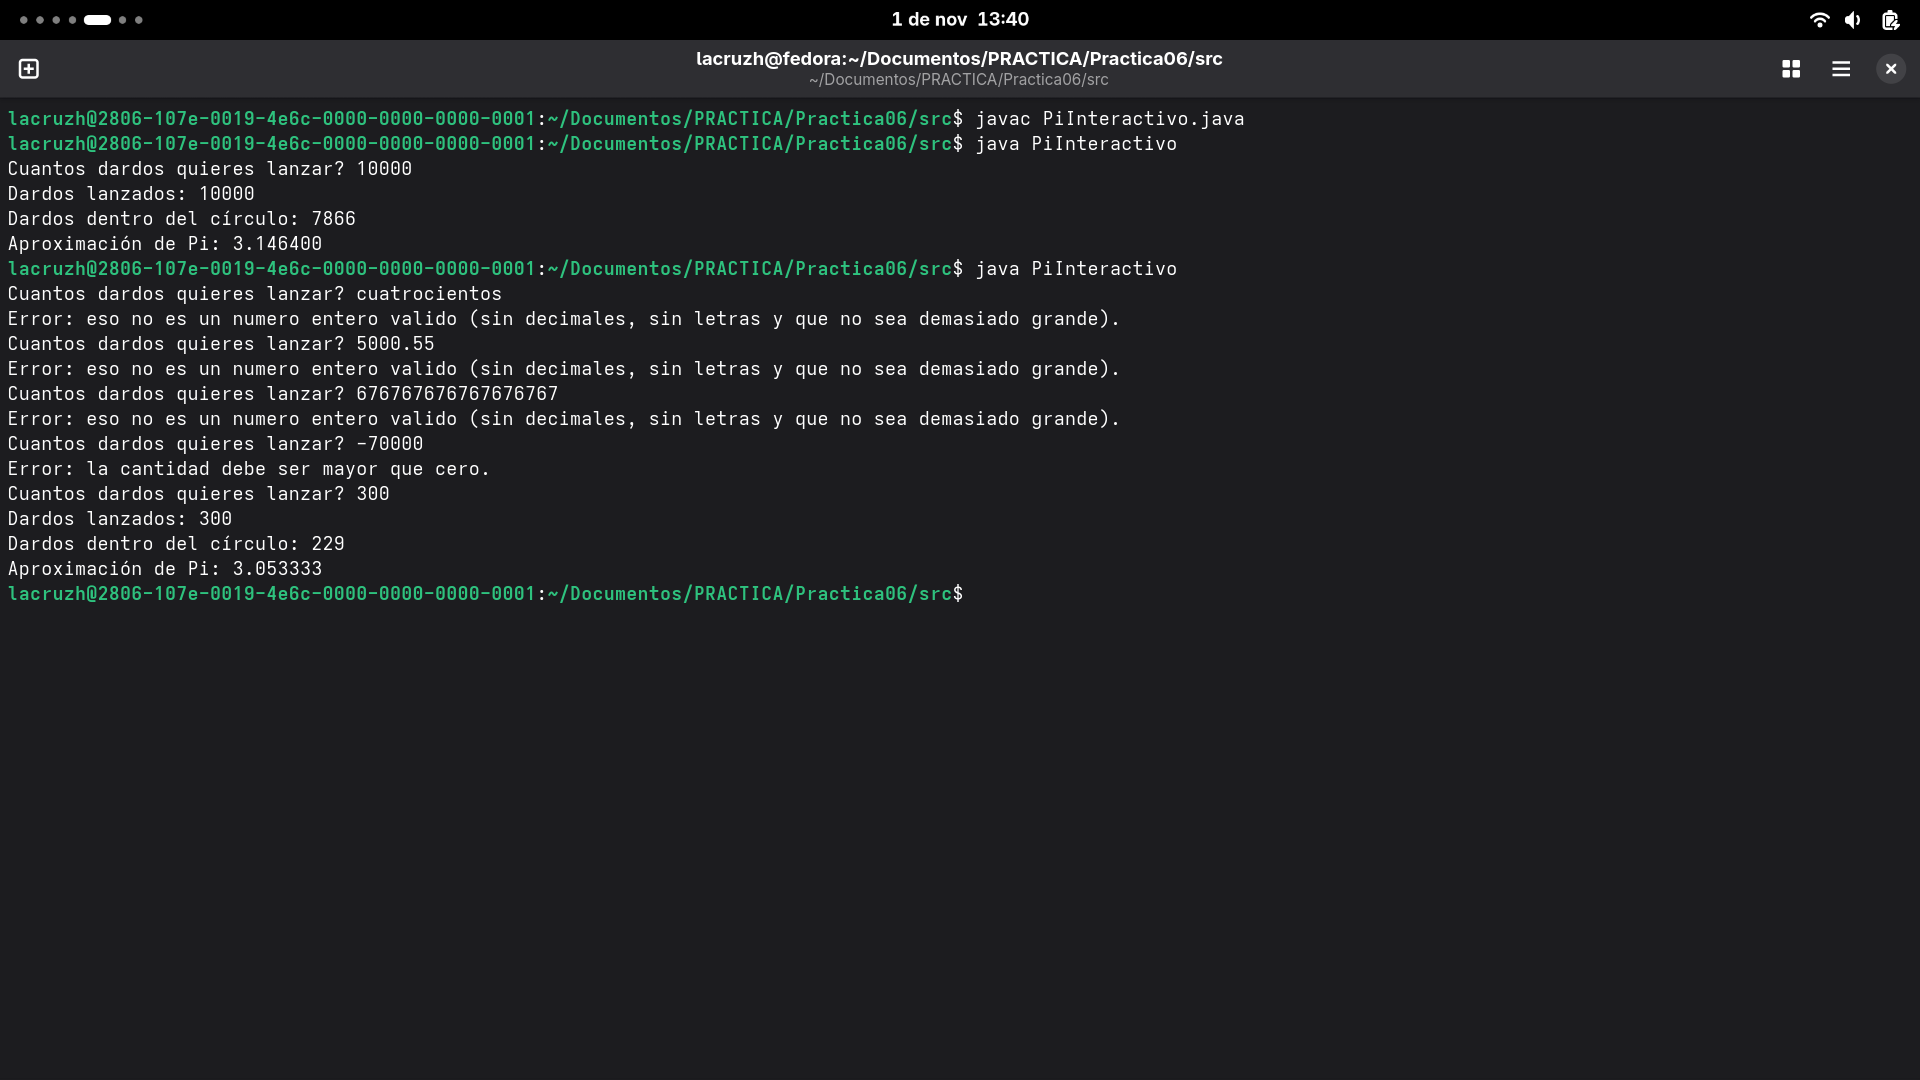 1 de nov 13:40
lacruzh@fedora:~/Documentos/PRACTICA/Practica06/src
~/Documentos/PRACTICA/Practica06/src
lacruzh@2806-107e-0019-4e6c-0000-0000-0000-0001:~/Documentos/PRACTICA/Practica06/src$ javac PiInteractivo.java
lacruzh@2806-107e-0019-4e6c-0000-0000-0000-0001:~/Documentos/PRACTICA/Practica06/src$ java PiInteractivo
Cuantos dardos quieres lanzar? 10000
Dardos lanzados: 10000
Dardos dentro del círculo: 7866
Aproximación de Pi: 3.146400
lacruzh@2806-107e-0019-4e6c-0000-0000-0000-0001:~/Documentos/PRACTICA/Practica06/src$ java PiInteractivo
Cuantos dardos quieres lanzar? cuatrocientos
Error: eso no es un numero entero valido (sin decimales, sin letras y que no sea demasiado grande).
Cuantos dardos quieres lanzar? 5000.55
Error: eso no es un numero entero valido (sin decimales, sin letras y que no sea demasiado grande).
Cuantos dardos quieres lanzar? 676767676767676767
Error: eso no es un numero entero valido (sin decimales, sin letras y que no sea demasiado grande).
Cuantos dardos quieres lanzar? -70000
Error: la cantidad debe ser mayor que cero.
Cuantos dardos quieres lanzar? 300
Dardos lanzados: 300
Dardos dentro del círculo: 229
Aproximación de Pi: 3.053333
lacruzh@2806-107e-0019-4e6c-0000-0000-0000-0001:~/Documentos/PRACTICA/Practica06/src$